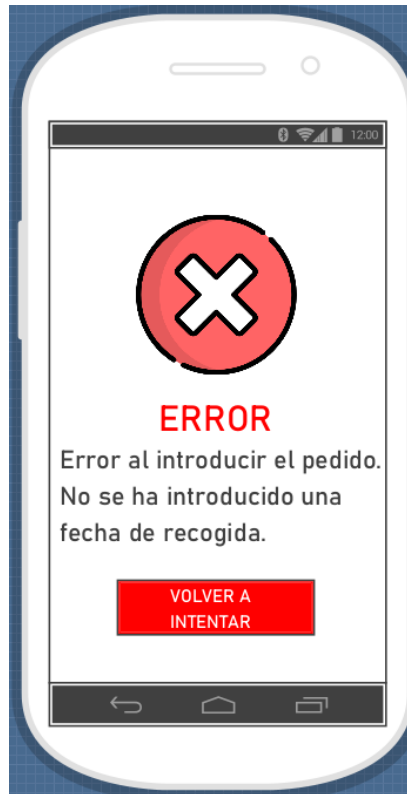 12:00
ERROR
Error al introducir el pedido.
No se ha introducido una
fecha de recogida.
VOLVER A
INTENTAR